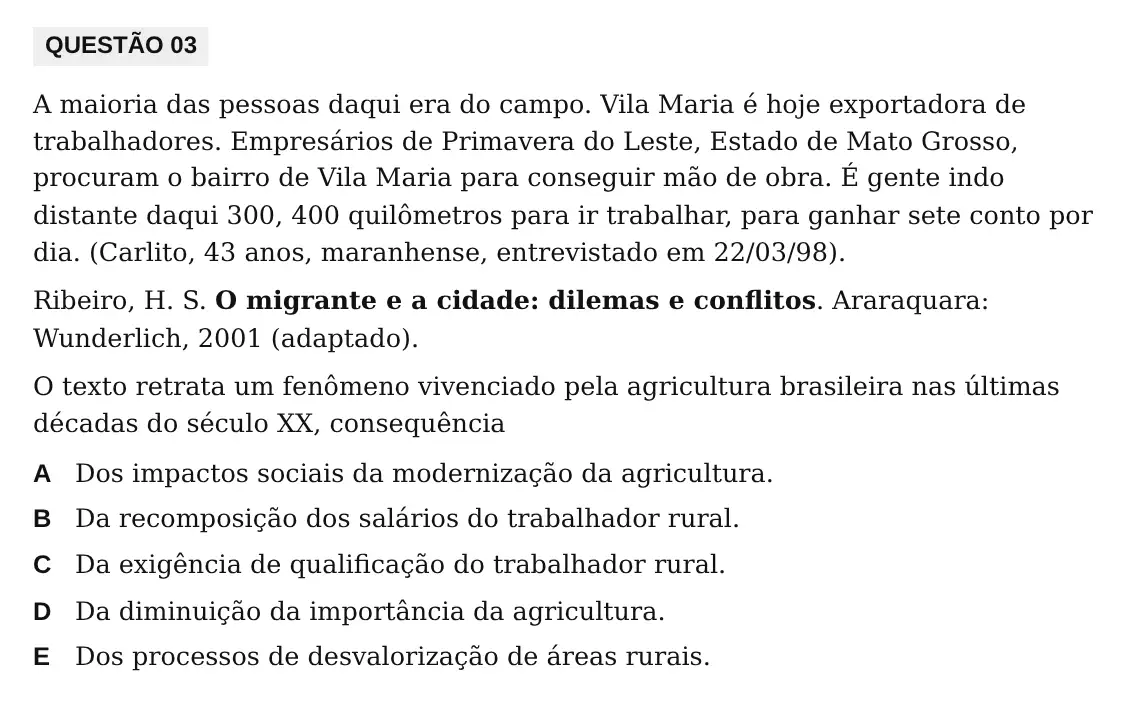 QUESTÃO 03
A maioria das pessoas daqui era do campo. Vila Maria é hoje exportadora de
trabalhadores. Empresários de Primavera do Leste, Estado de Mato Grosso,
procuram o bairro de Vila Maria para conseguir mão de obra. É gente indo
distante daqui 300, 400 quilômetros para ir trabalhar, para ganhar sete conto por
dia. (Carlito, 43 anos, maranhense, entrevistado em 22/03/98).
Ribeiro, H. S. O migrante e a cidade: dilemas e conflitos. Araraquara:
Wunderlich, 2001 (adaptado).
O texto retrata um fenômeno vivenciado pela agricultura brasileira nas últimas
décadas do século XX, consequência
A Dos impactos sociais da modernização da agricultura.
B Da recomposição dos salários do trabalhador rural.
C Da exigência de qualificação do trabalhador rural.
D Da diminuição da importância da agricultura.
E Dos processos de desvalorização de áreas rurais.